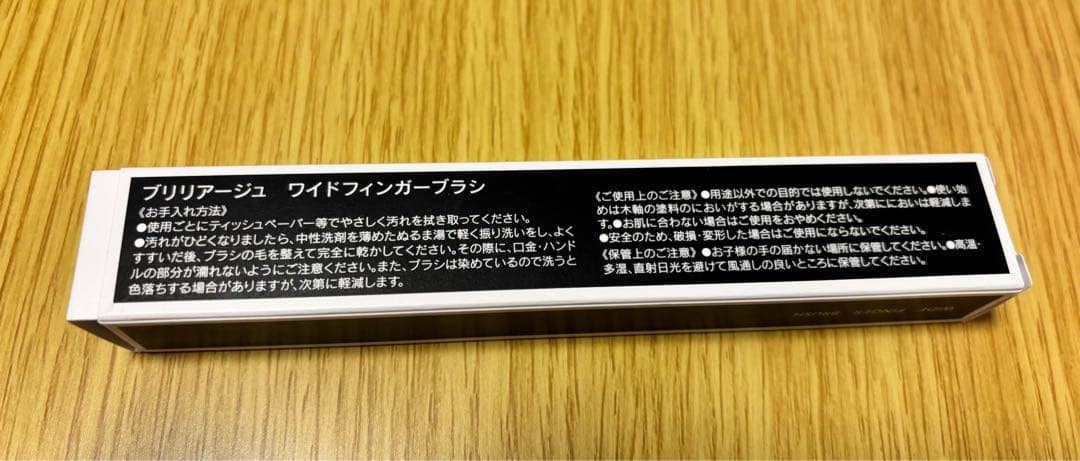 ブリリアージュ ワイドフィンガーブラシ
《お手入れ方法》
●使用ごとにティッシュペーパー等でやさしく汚れを拭き取ってください。
●汚れがひどくなりましたら、中性洗剤を薄めたぬるま湯で軽く振り洗いをし、よく
すすいだ後、ブラシの毛を整えて完全に乾かしてください。その際に、口金・ハンド
ルの部分が濡れないようにご注意ください。また、ブラシは染めているので洗うと
色落ちする場合がありますが、次第に軽減します。
《ご使用上のご注意》●用途以外での目的では使用しないでください。●使い始
めは木軸の塗料のにおいがする場合がありますが、次第ににおいは軽減しま
す。●お肌に合わない場合はご使用をおやめください。
●安全のため、破損・変形した場合はご使用にならないでください。
《保管上のご注意》●お子様の手の届かない場所に保管してください。●高温・
多湿、直射日光を避けて風通しの良いところに保管してください。
WIDE FINGER BRUSH